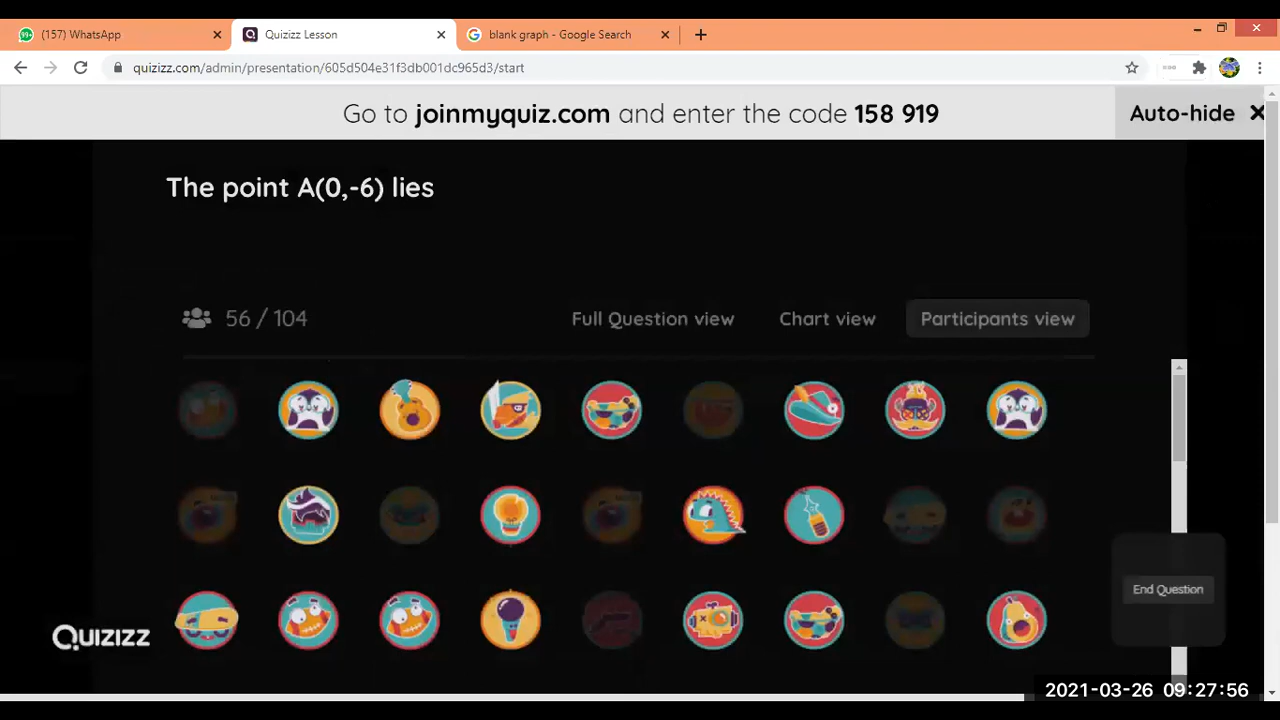 (157) WhatsApp
Quizizz Lesson
blank graph - Google Search
quizizz.com/admin/presentation/605d504e31f3db001dc965d3/start
Go to joinmyquiz.com and enter the code 158 919
Auto-hide
The point A(0,-6) lies
56 / 104
Full Question view
Chart view
Participants view
End Question
Quizizz
2021-03-26 09:27:56